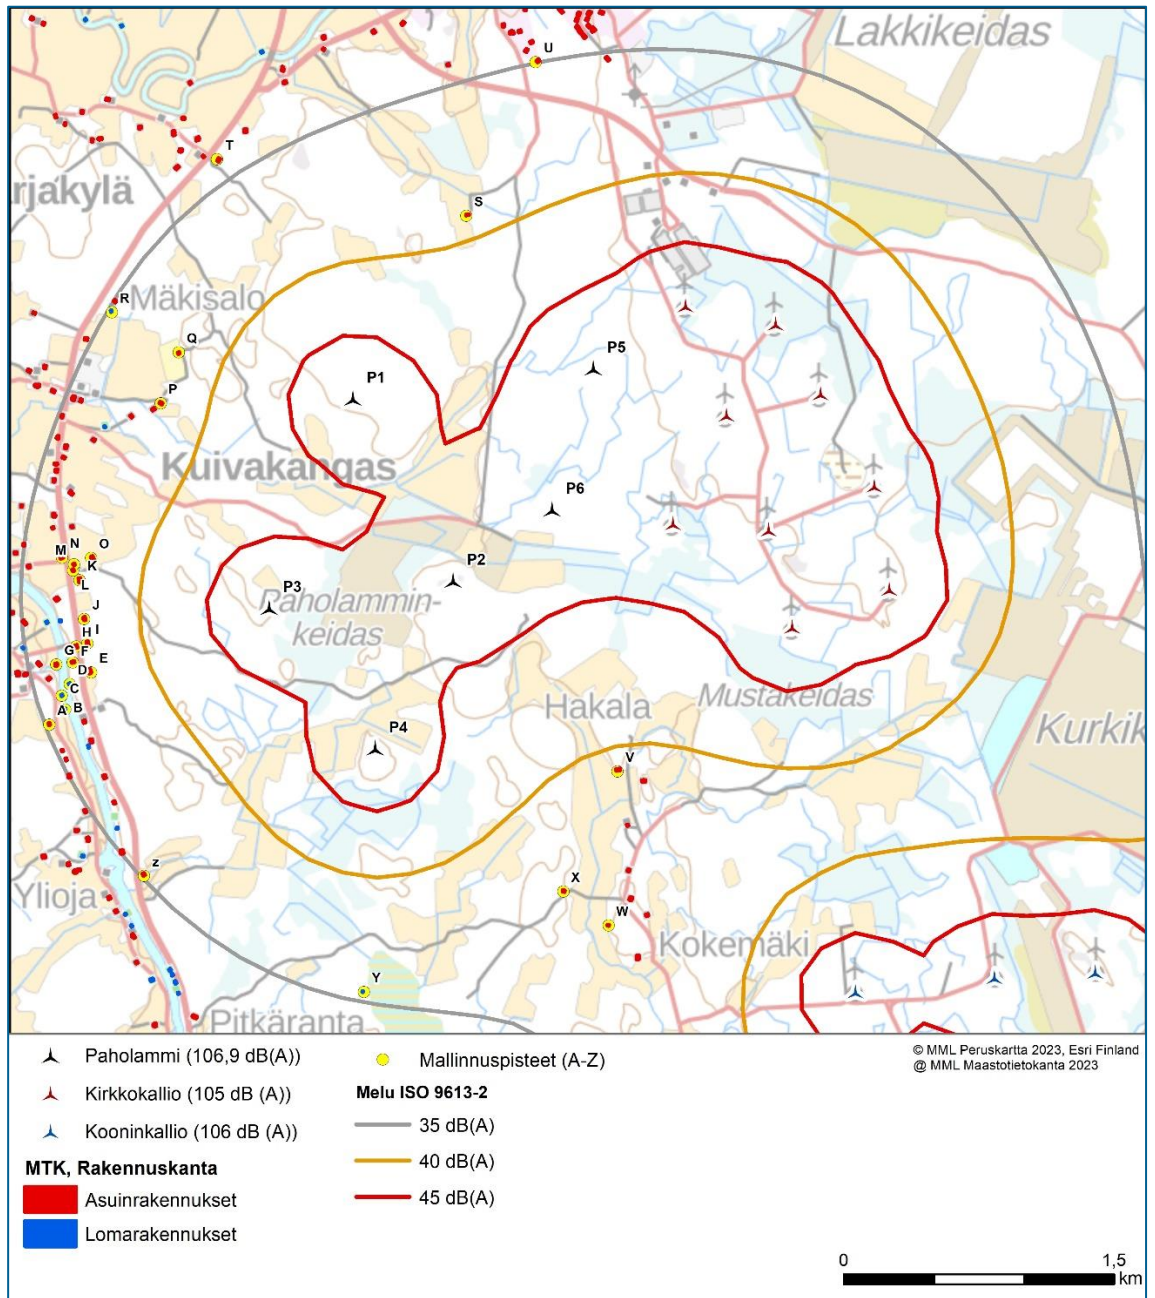 Lakkikeidas
U
T
rjakylä
S
R
Mäkisalo
Q
P5
P1
P
Kuivakangas
P6
N
M
O
K
L
P2
P3
Paholammin-
keidas
J
H
I
G
F
D
E
C
A
B
Hakala
Mustakeidas
Kurkik
P4
V
z
X
Ylioja
W
Kokemäki
Y
Pitkäranta
Paholammi (106,9 dB(A))
Kirkkokallio (105 dB (A))
Kooninkallio (106 dB (A))
MTK, Rakennuskanta
Asuinrakennukset
Lomarakennukset
Mallinnuspisteet (A-Z)
Melu ISO 9613-2
35 dB(A)
40 dB(A)
45 dB(A)
© MML Peruskartta 2023, Esri Finland
@ MML Maastotietokanta 2023
0
1,5
km